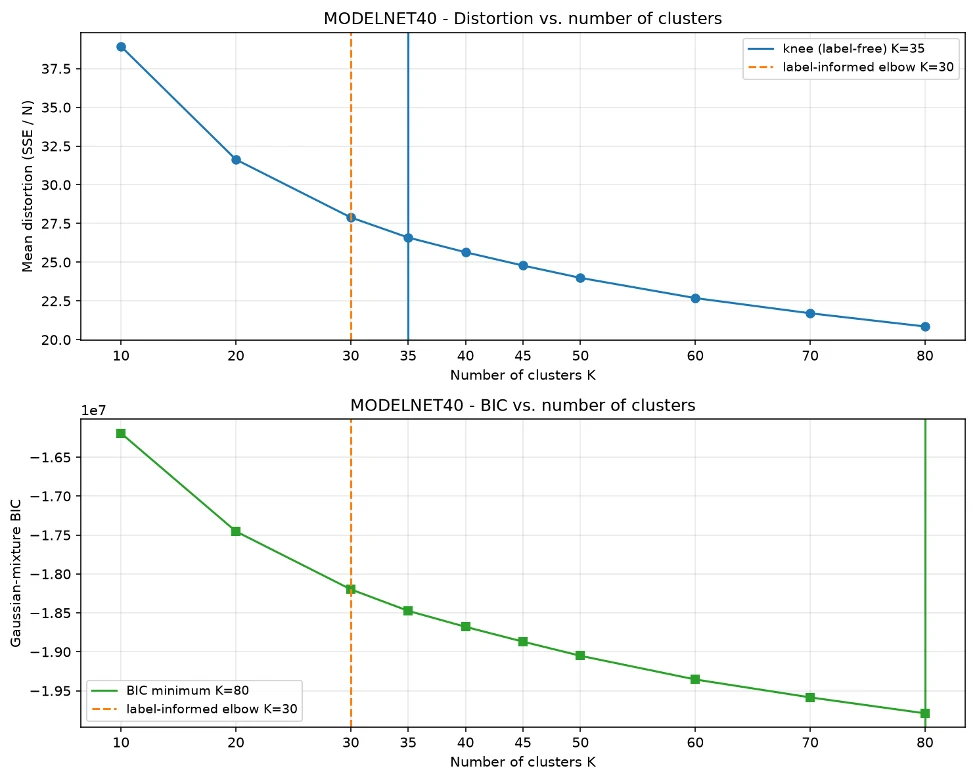 MODELNET40 - Distortion vs. number of clusters
Mean distortion (SSE / N)
37.5
35.0
32.5
30.0
27.5
25.0
22.5
20.0
knee (label-free) K=35
label-informed elbow K=30
10 20 30 35 40 45 50 60 70 80
Number of clusters K
MODELNET40 - BIC vs. number of clusters
1e7
Gaussian-mixture BIC
−1.65
−1.70
−1.75
−1.80
−1.85
−1.90
−1.95
BIC minimum K=80
label-informed elbow K=30
10 20 30 35 40 45 50 60 70 80
Number of clusters K